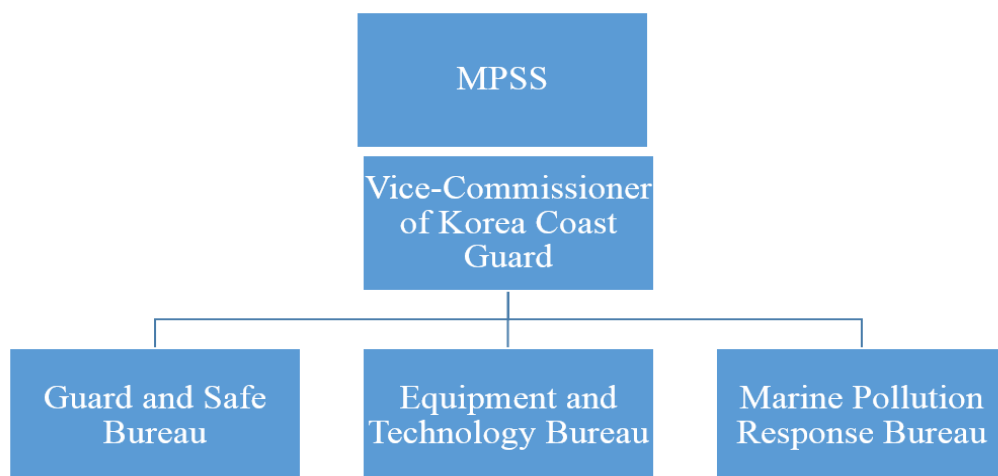 MPSS
Vice-Commissioner
of Korea Coast
Guard
Guard and Safe
Bureau
Equipment and
Technology Bureau
Marine Pollution
Response Bureau